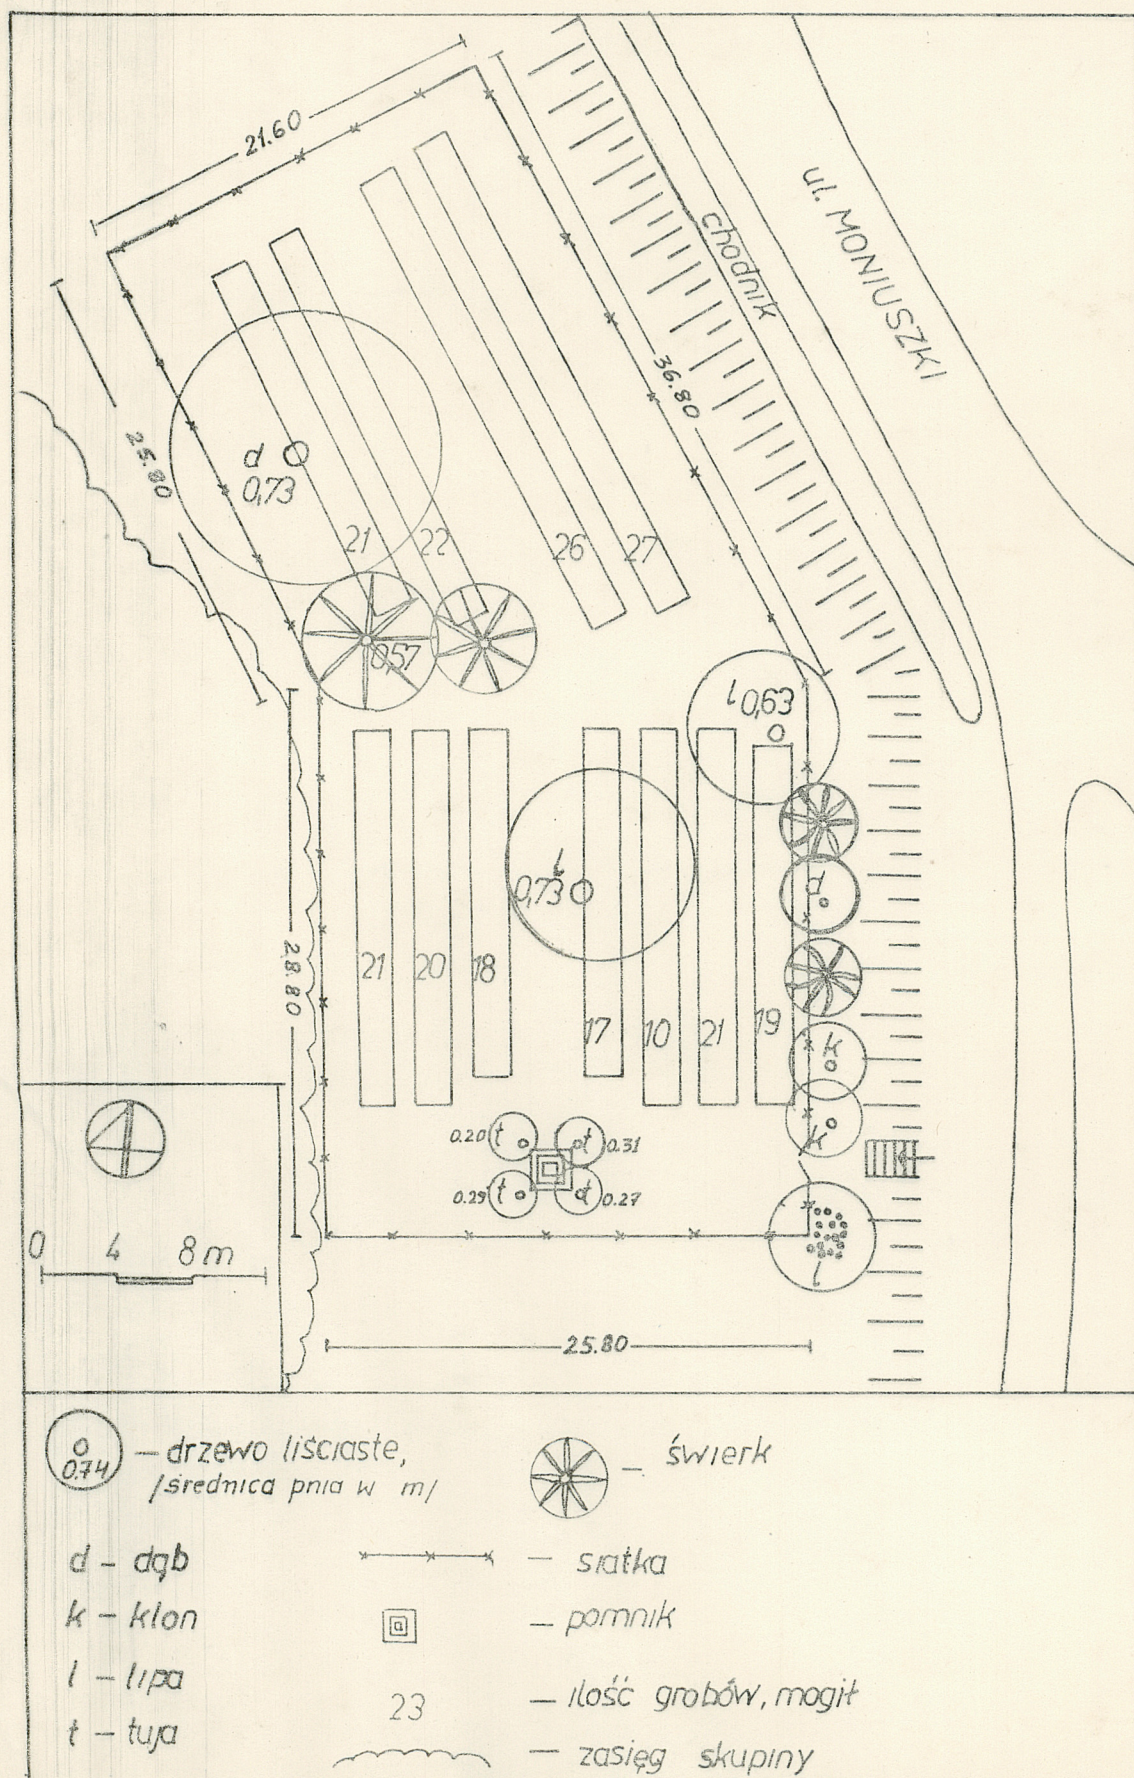 21.60
ul. MONIUSZKI
chodnik
36.80
25.80
d
0,73
21
22
26
27
0,57
l 0,63
l
0,73
d
21
20
18
17
10
21
19
k
k
28.80
0.20 t
t 0.31
0.29 t
t 0.27
l
0 4 8 m
25.80
0.74
– drzewo liściaste,
/średnica pnia w m/
– świerk
d – dąb
– siatka
k – klon
– pomnik
l – lipa
23
– ilość grobów, mogił
t – tuja
– zasięg skupiny